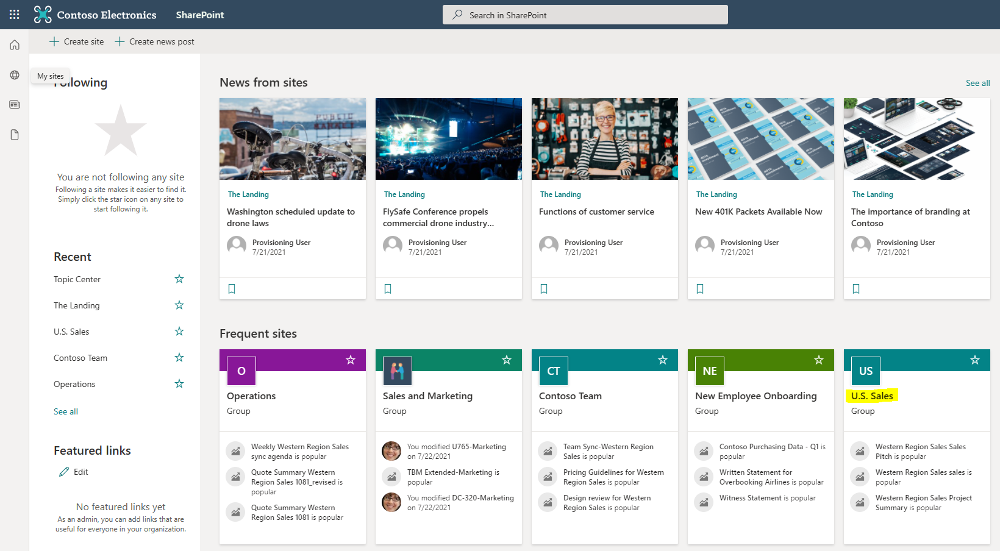 Contoso Electronics
SharePoint
Search in SharePoint
Create site
Create news post
My sites
Following
You are not following any site
Following a site makes it easier to find it.
Simply click the star icon on any site to
start following it.
Recent
Topic Center
The Landing
U.S. Sales
Contoso Team
Operations
See all
Featured links
Edit
No featured links yet
As an admin, you can add links that are
useful for everyone in your organization.
News from sites
See all
PUBLIC
MARKET
The Landing
Washington scheduled update to
drone laws
Provisioning User
7/21/2021
The Landing
FlySafe Conference propels
commercial drone industry...
Provisioning User
7/21/2021
The Landing
Functions of customer service
Provisioning User
7/21/2021
401k
enrollment
The Landing
New 401K Packets Available Now
Provisioning User
7/21/2021
The Landing
The importance of branding at
Contoso
Provisioning User
7/21/2021
Frequent sites
O
Operations
Group
Weekly Western Region Sales
sync agenda is popular
Quote Summary Western
Region Sales 1081_revised is
popular
Quote Summary Western
Region Sales 1081 is popular
Sales and Marketing
Group
You modified U765-Marketing
on 7/22/2021
TBM Extended-Marketing is
popular
You modified DC-320-Marketing
on 7/22/2021
CT
Contoso Team
Group
Team Sync-Western Region
Sales is popular
Pricing Guidelines for Western
Region Sales is popular
Design review for Western
Region Sales is popular
NE
New Employee Onboarding
Group
Contoso Purchasing Data - Q1 is
popular
Written Statement for
Overbooking Airlines is popular
Witness Statement is popular
US
U.S. Sales
Group
Western Region Sales Sales
Pitch is popular
Western Region Sales sales is
popular
Western Region Sales Project
Summary is popular